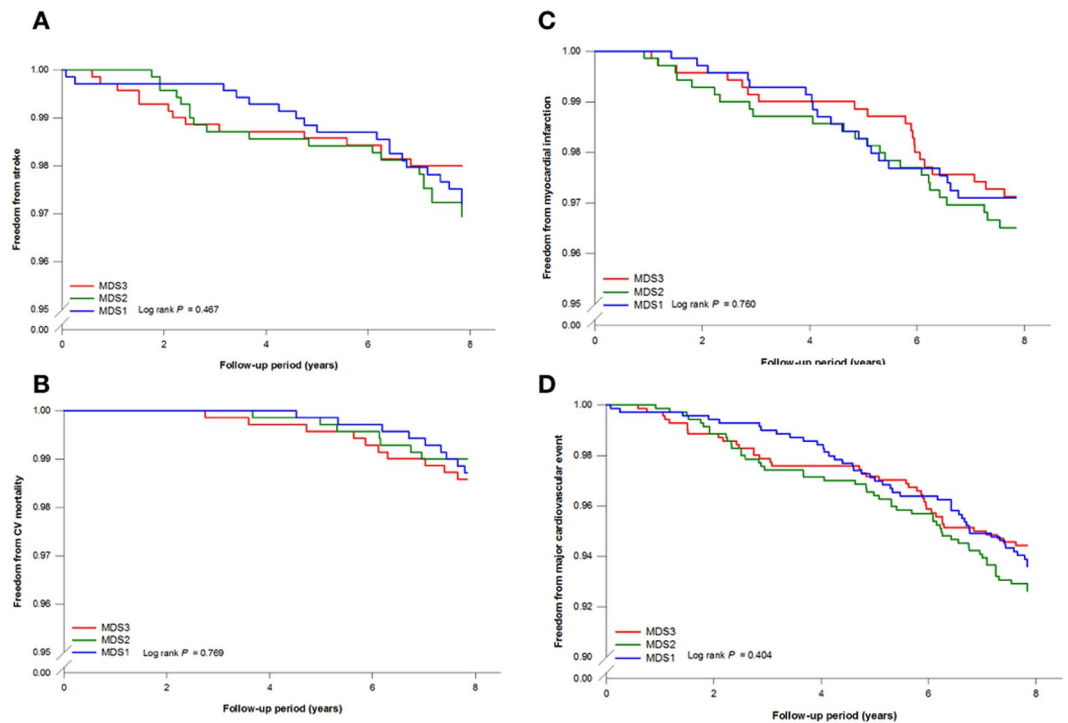 A
1.00
0.99
0.98
0.97
0.96
0.95
0.00
Freedom from stroke
MDS3
MDS2
MDS1 Log rank P = 0.467
0 2 4 6 8
Follow-up period (years)
B
1.00
0.99
0.98
0.97
0.96
0.95
0.00
Freedom from CV mortality
MDS3
MDS2
MDS1 Log rank P = 0.769
0 2 4 6 8
Follow-up period (years)
C
1.00
0.99
0.98
0.97
0.96
0.95
0.00
Freedom from myocardial infarction
MDS3
MDS2
MDS1 Log rank P = 0.760
0 2 4 6 8
Follow-up period (years)
D
1.00
0.98
0.96
0.94
0.92
0.90
0.00
Freedom from major cardiovascular event
MDS3
MDS2
MDS1 Log rank P = 0.404
0 2 4 6 8
Follow-up period (years)